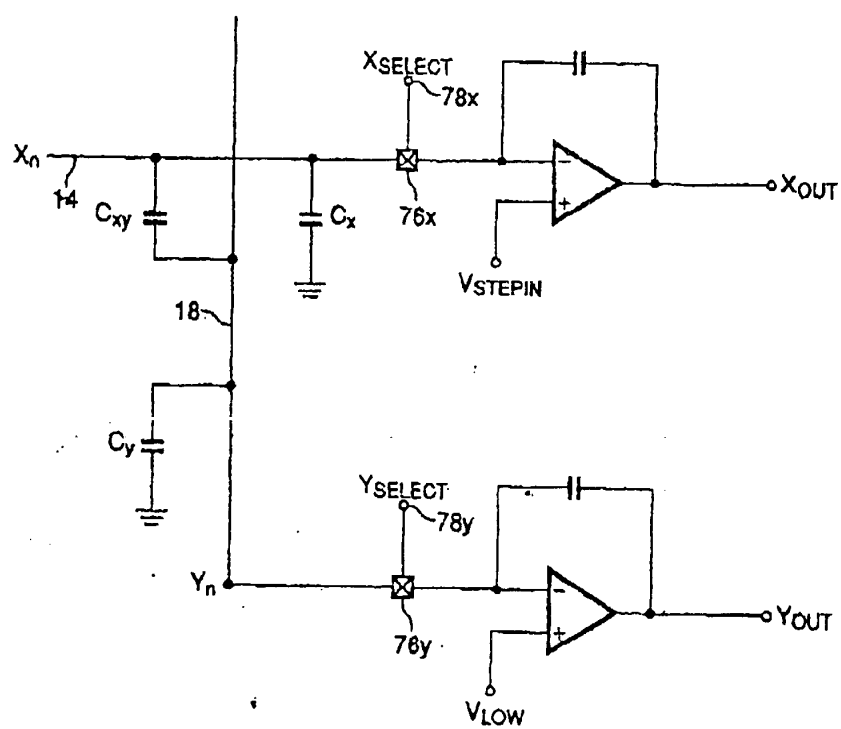 XSELECT
78x
Xn
14
Cxy
Cx
76x
−
+
XOUT
VSTEPIN
18
Cy
YSELECT
78y
Yn
76y
−
+
YOUT
VLOW